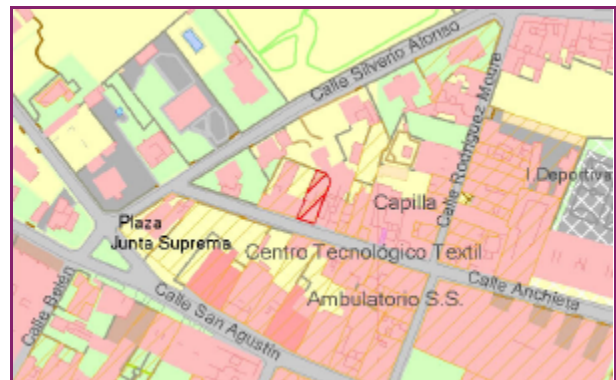 Calle Silverio Alonso
Calle Rodríguez Moure
I.Deportiva
Capilla
Plaza
Junta Suprema
Centro Tecnológico Textil
Calle Anchieta
Ambulatorio S.S.
Calle San Agustín
Calle Belén